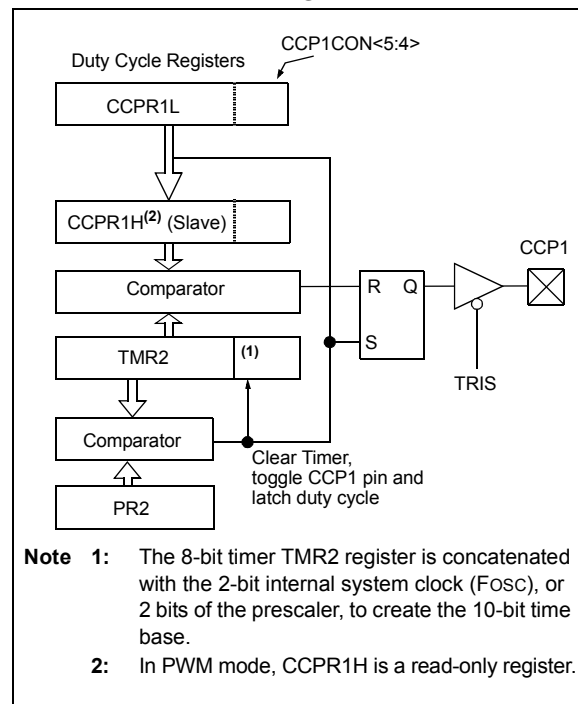 CCP1CON<5:4>
Duty Cycle Registers
CCPR1L
CCPR1H(2) (Slave)
CCP1
Comparator
R Q
TMR2
(1)
S
TRIS
Comparator
Clear Timer,
toggle CCP1 pin and
latch duty cycle
PR2
Note 1: The 8-bit timer TMR2 register is concatenated
with the 2-bit internal system clock (FOSC), or
2 bits of the prescaler, to create the 10-bit time
base.
2: In PWM mode, CCPR1H is a read-only register.